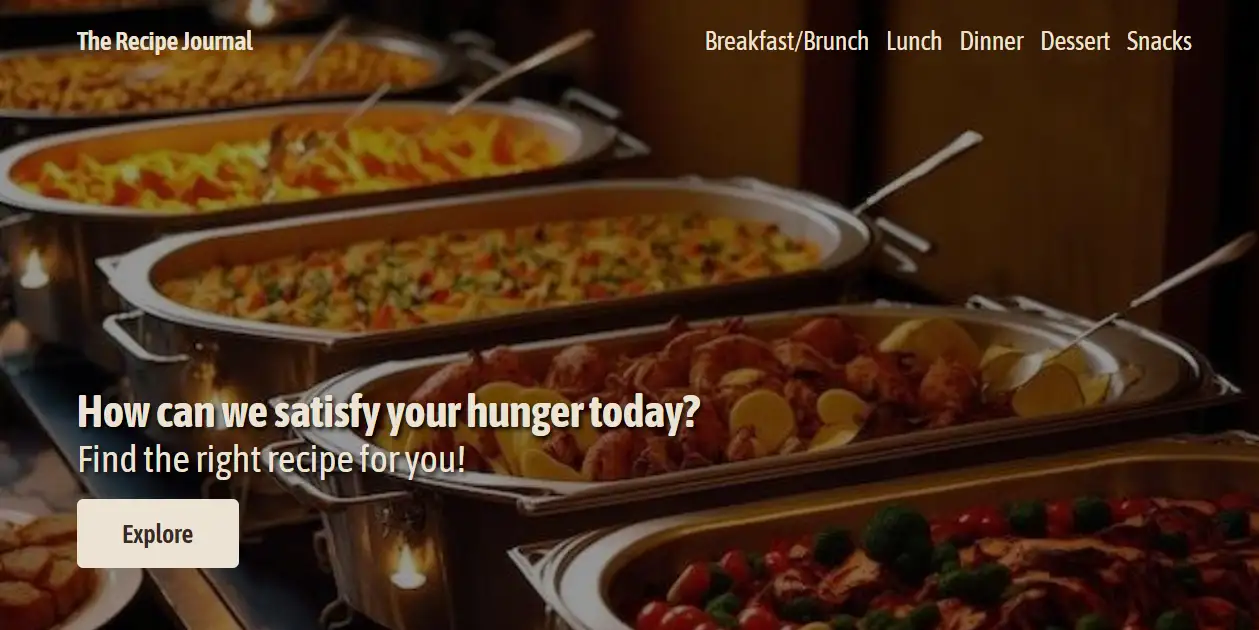 The Recipe Journal
Breakfast/Brunch Lunch Dinner Dessert Snacks
How can we satisfy your hunger today?
Find the right recipe for you!
Explore